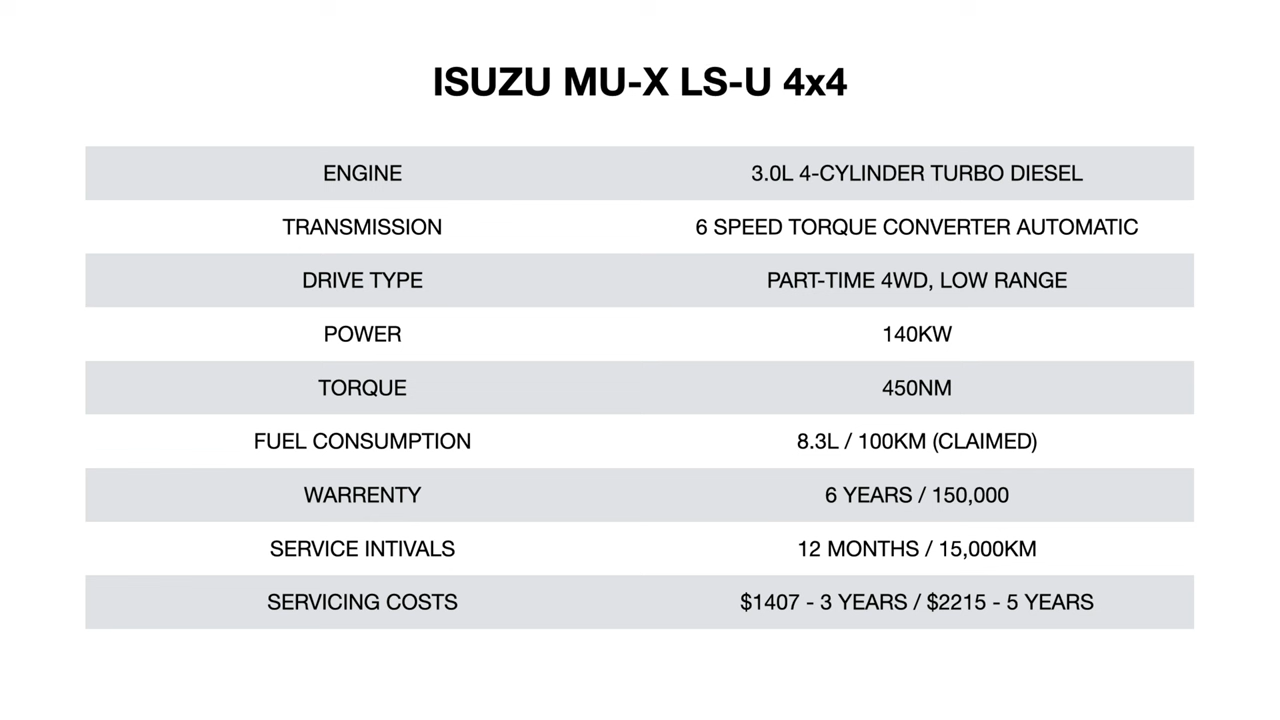 ISUZU MU-X LS-U 4x4
ENGINE 3.0L 4-CYLINDER TURBO DIESEL
TRANSMISSION 6 SPEED TORQUE CONVERTER AUTOMATIC
DRIVE TYPE PART-TIME 4WD, LOW RANGE
POWER 140KW
TORQUE 450NM
FUEL CONSUMPTION 8.3L / 100KM (CLAIMED)
WARRENTY 6 YEARS / 150,000
SERVICE INTIVALS 12 MONTHS / 15,000KM
SERVICING COSTS $1407 - 3 YEARS / $2215 - 5 YEARS